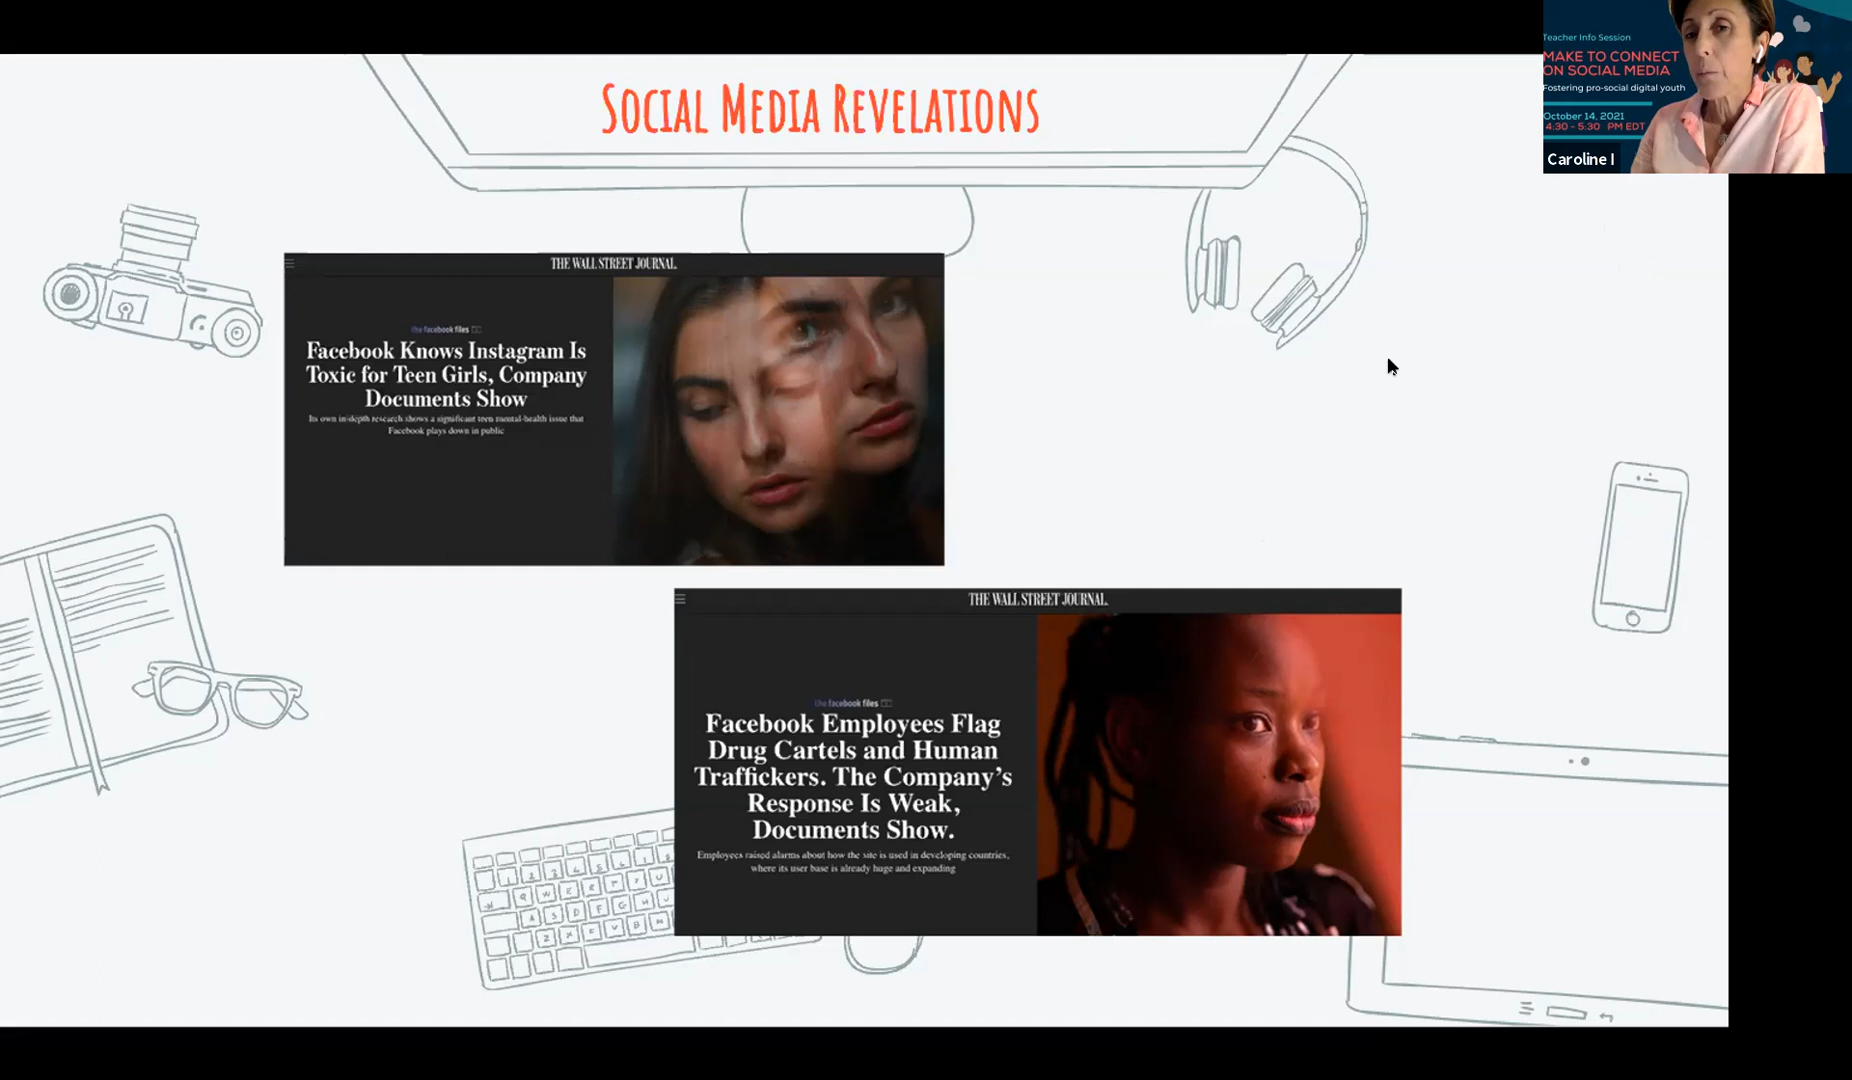 SOCIAL MEDIA REVELATIONS
Teacher Info Session
MAKE TO CONNECT
ON SOCIAL MEDIA
Fostering pro-social digital youth
October 14, 2021
4:30 - 5:30 PM EDT
Caroline I
THE WALL STREET JOURNAL.
the facebook files
Facebook Knows Instagram Is
Toxic for Teen Girls, Company
Documents Show
Its own in-depth research shows a significant teen mental-health issue that
Facebook plays down in public
THE WALL STREET JOURNAL.
the facebook files
Facebook Employees Flag
Drug Cartels and Human
Traffickers. The Company's
Response Is Weak,
Documents Show.
Employees raised alarms about how the site is used in developing countries,
where its user base is already huge and expanding